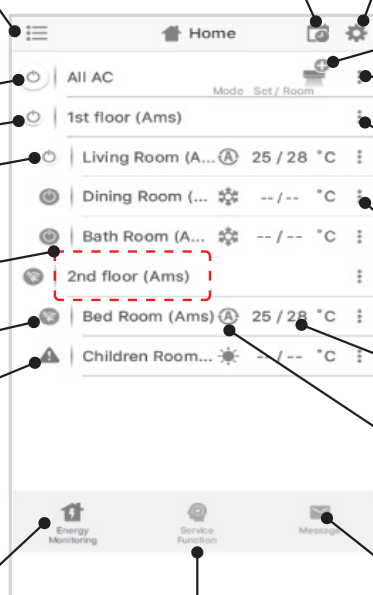 Home
All AC
Mode Set / Room
1st floor (Ams)
Living Room (A... A 25 / 28 °C
Dining Room (... -- / -- °C
Bath Room (A... -- / -- °C
2nd floor (Ams)
Bed Room (Ams) A 25 / 28 °C
Children Room... -- / -- °C
Energy Monitoring
Service Function
Message